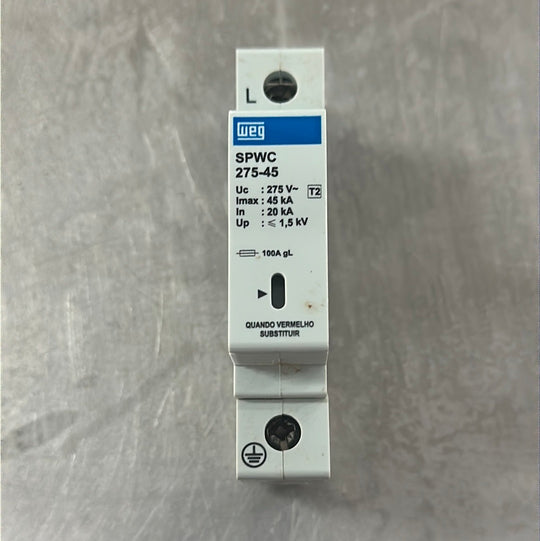 L
WEG
SPWC
275-45
Uc : 275 V~ T2
Imax : 45 kA
In : 20 kA
Up : ⩽ 1,5 kV
100A gL
QUANDO VERMELHO
SUBSTITUIR